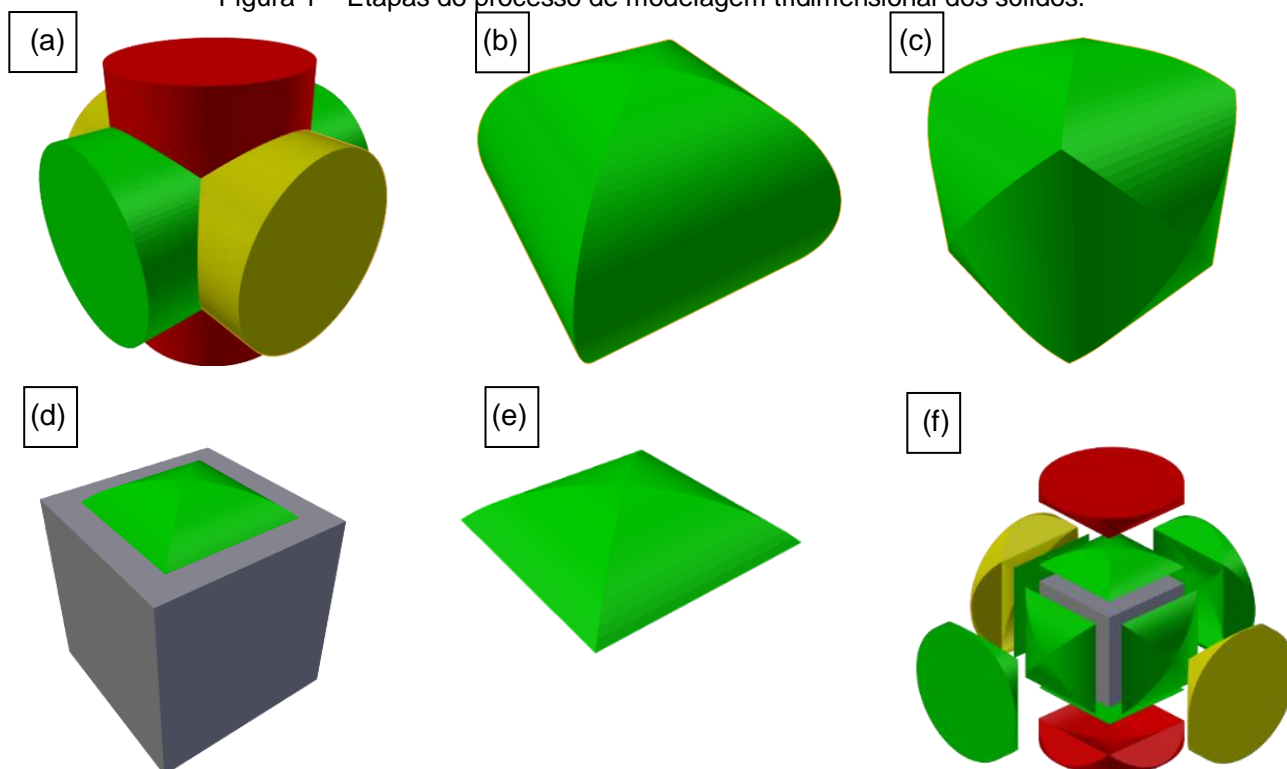 Figura 1 – Etapas do processo de modelagem tridimensional dos sólidos.
(a)
(b)
(c)
(d)
(e)
(f)